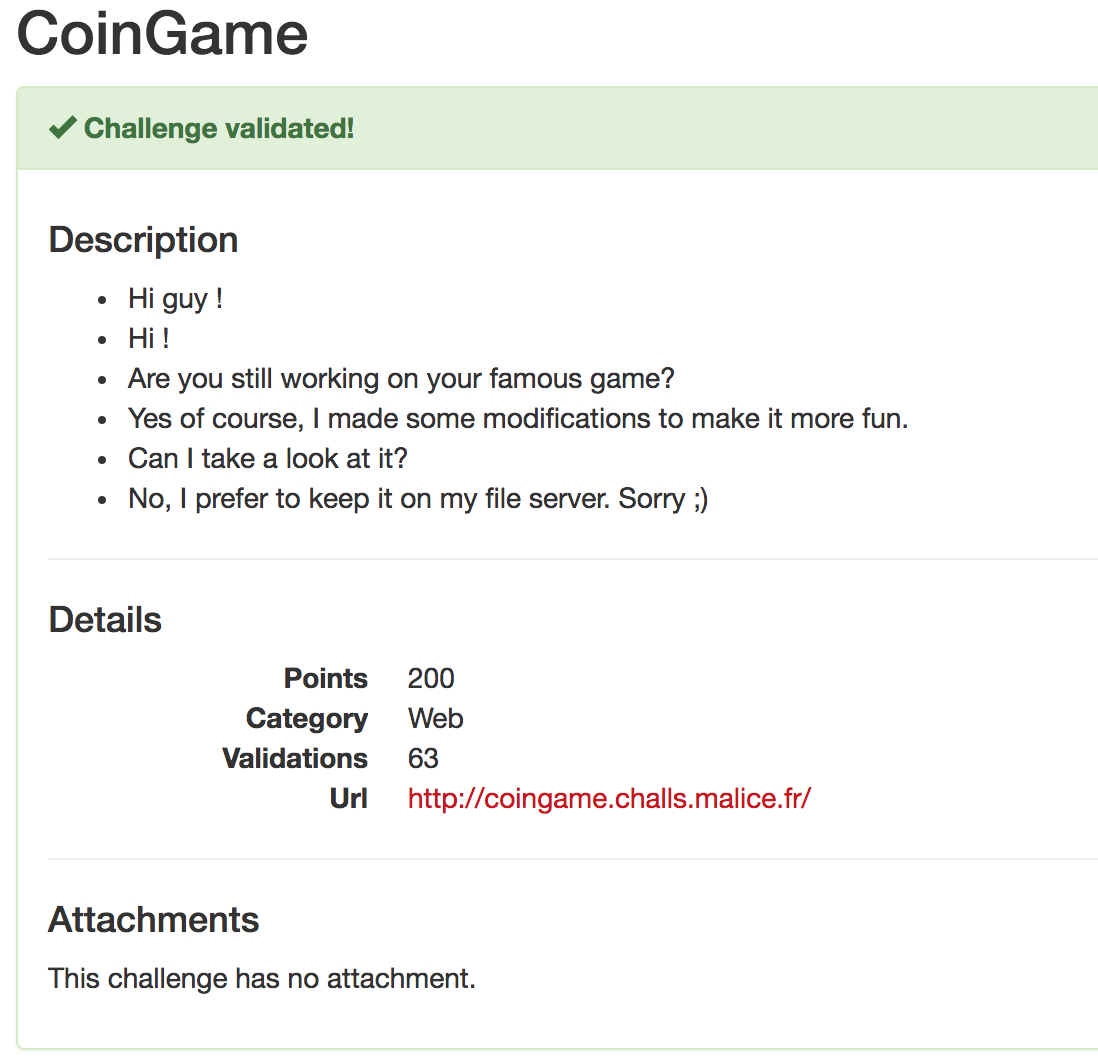 CoinGame
✔ Challenge validated!
Description
• Hi guy !
• Hi !
• Are you still working on your famous game?
• Yes of course, I made some modifications to make it more fun.
• Can I take a look at it?
• No, I prefer to keep it on my file server. Sorry ;)
Details
Points 200
Category Web
Validations 63
Url http://coingame.challs.malice.fr/
Attachments
This challenge has no attachment.